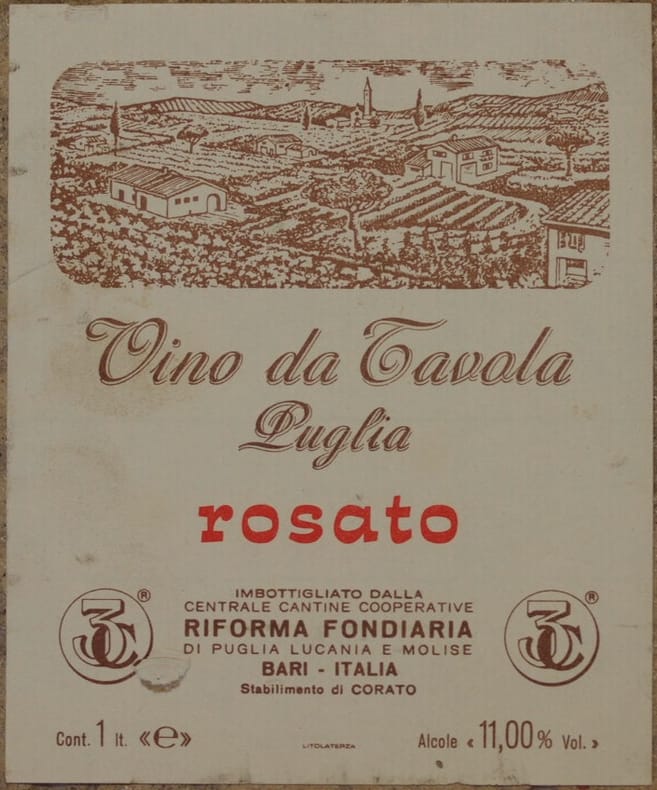 Vino da Tavola
Puglia
rosato
®
®
3C
3C
IMBOTTIGLIATO DALLA
CENTRALE CANTINE COOPERATIVE
RIFORMA FONDIARIA
DI PUGLIA LUCANIA E MOLISE
BARI - ITALIA
Stabilimento di CORATO
Cont. 1 lt. «e»
LITOLATERZA
Alcole « 11,00% Vol. »